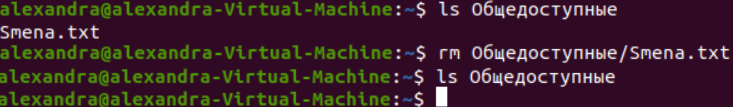 alexandra@alexandra-Virtual-Machine:~$ ls Общедоступные
Smena.txt
alexandra@alexandra-Virtual-Machine:~$ rm Общедоступные/Smena.txt
alexandra@alexandra-Virtual-Machine:~$ ls Общедоступные
alexandra@alexandra-Virtual-Machine:~$